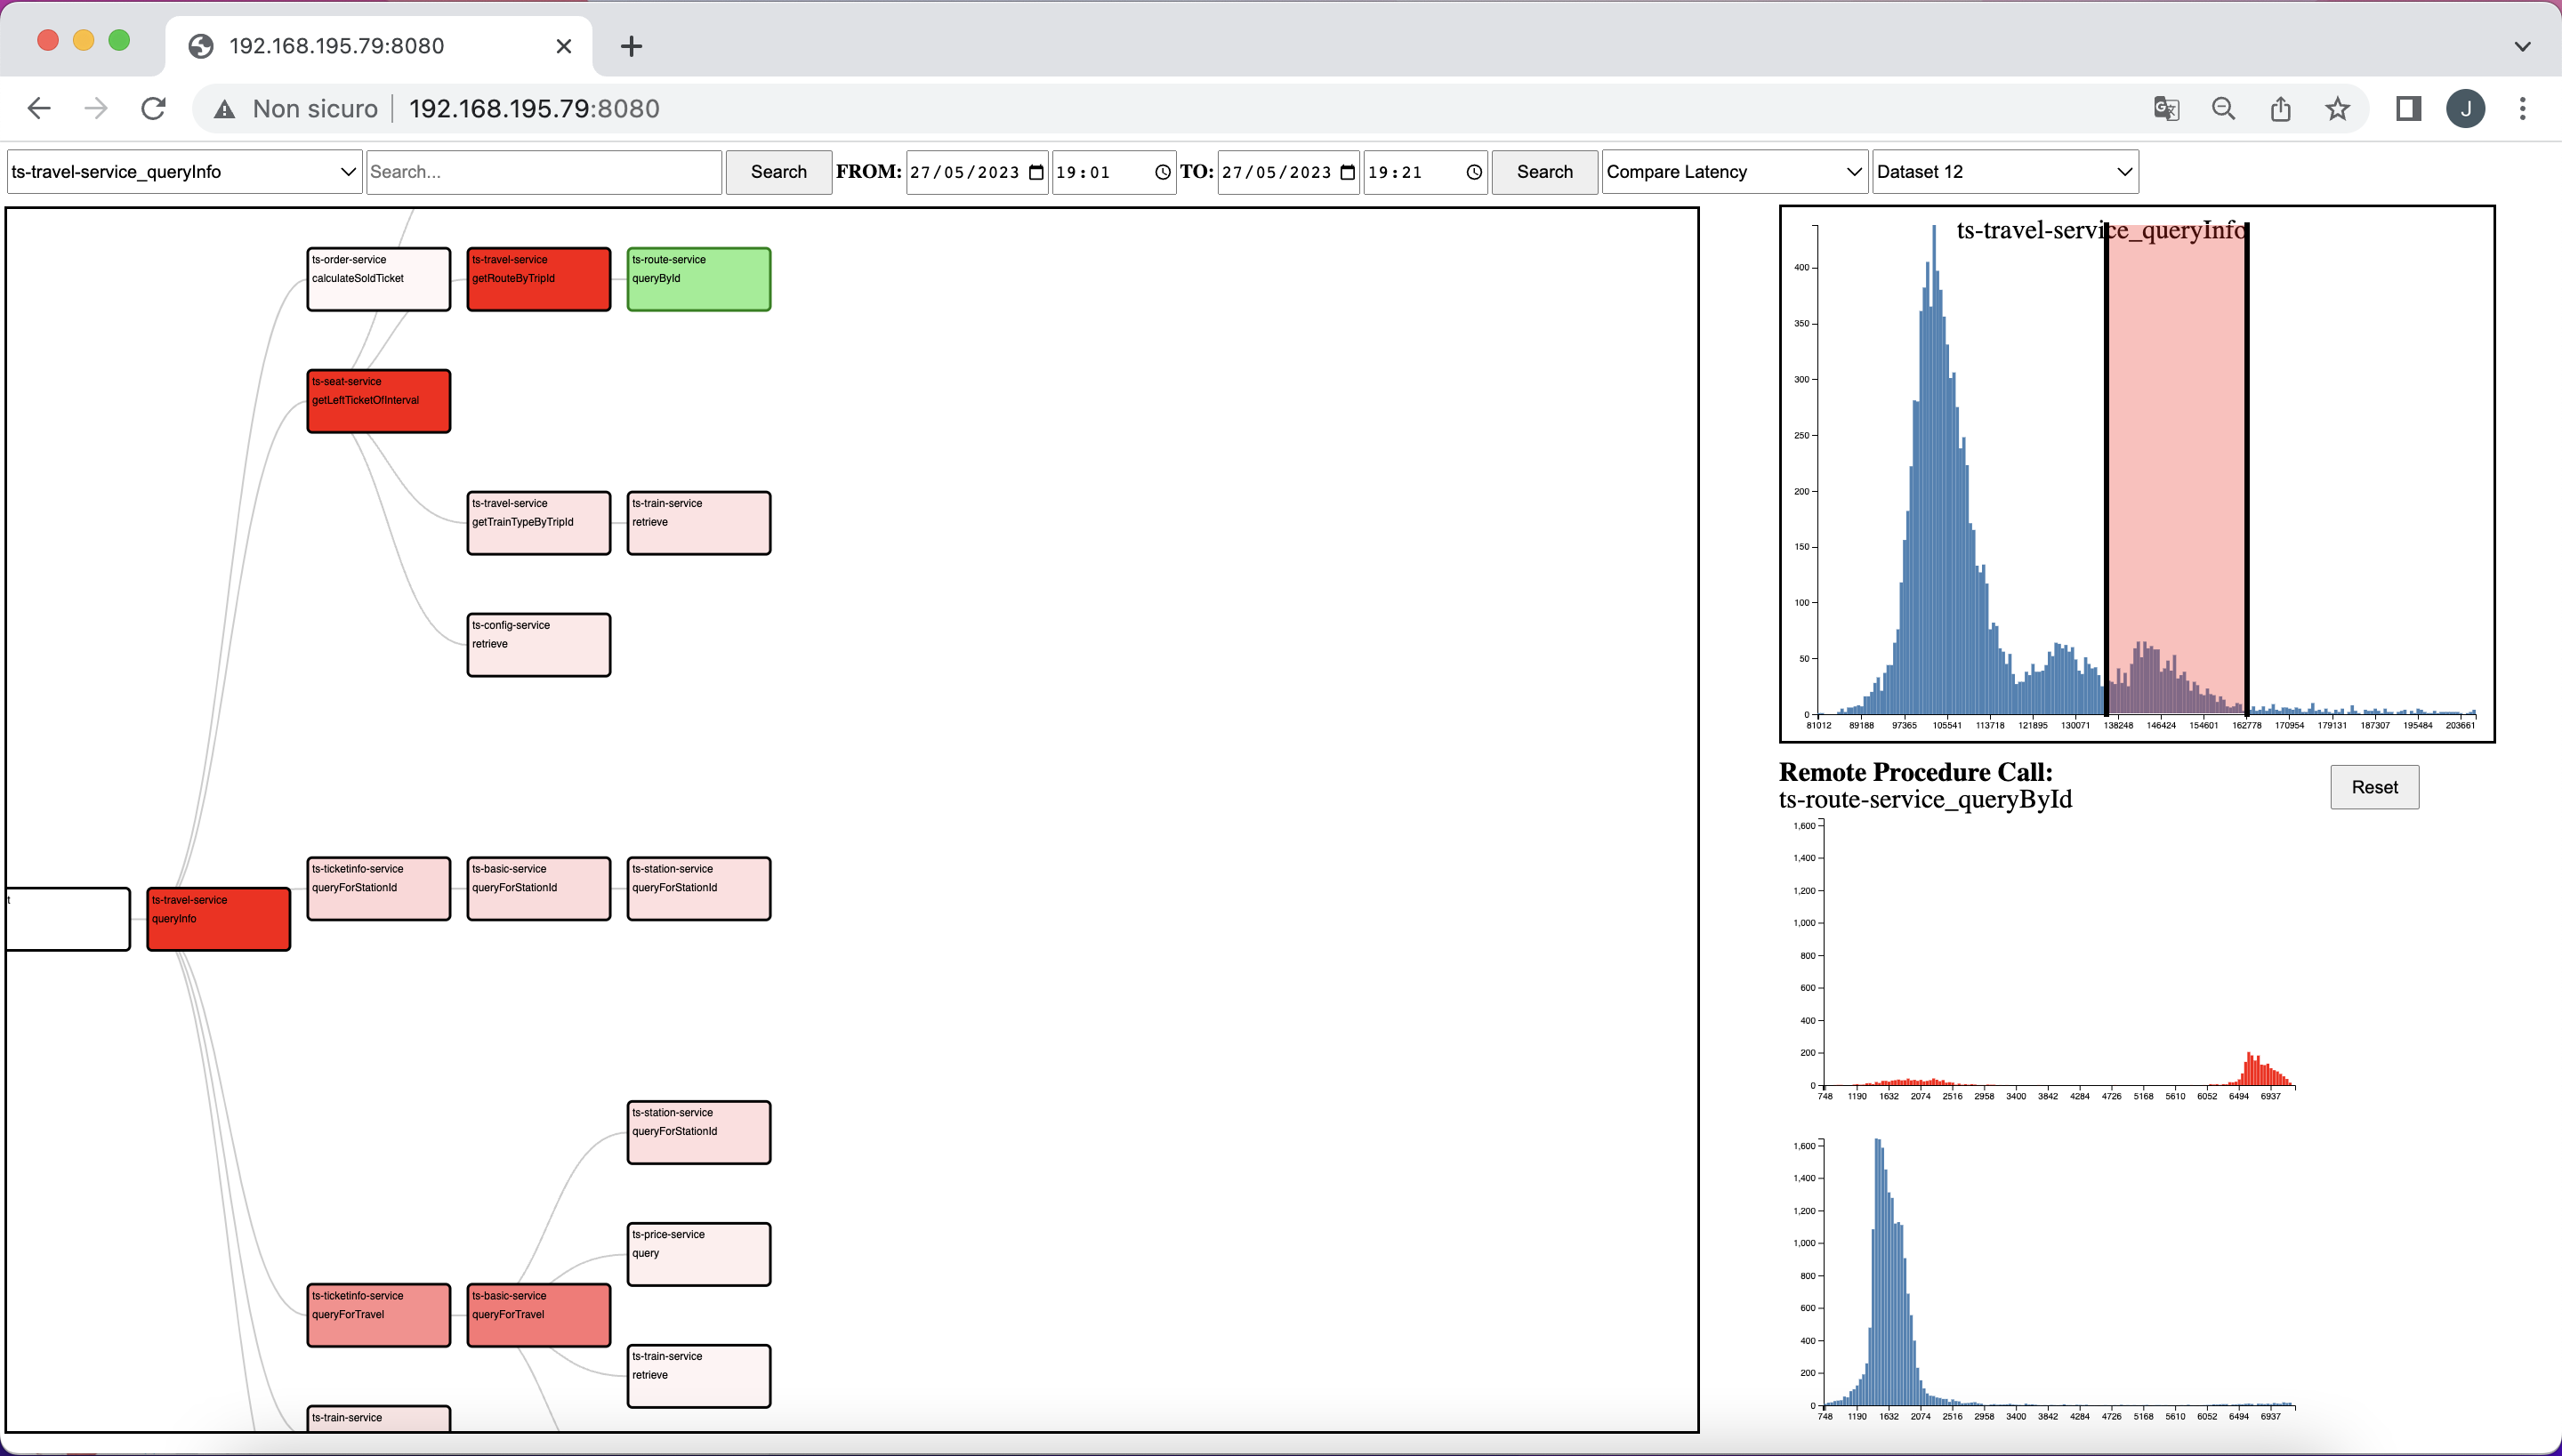 192.168.195.79:8080
Non sicuro 192.168.195.79:8080
J
ts-travel-service_queryInfo Search... Search FROM: 27/05/2023 19:01 TO: 27/05/2023 19:21 Search Compare Latency Dataset 12
ts-order-service
calculateSoldTicket
ts-travel-service
getRouteByTripId
ts-route-service
queryById
ts-seat-service
getLeftTicketOfInterval
ts-travel-service
getTrainTypeByTripId
ts-train-service
retrieve
ts-config-service
retrieve
t
ts-travel-service
queryInfo
ts-ticketinfo-service
queryForStationId
ts-basic-service
queryForStationId
ts-station-service
queryForStationId
ts-station-service
queryForStationId
ts-price-service
query
ts-ticketinfo-service
queryForTravel
ts-basic-service
queryForTravel
ts-train-service
retrieve
ts-train-service
ts-travel-service_queryInfo
400
350
300
250
200
150
100
50
0
81012 89188 97365 105541 113718 121895 130071 138248 146424 154601 162778 170954 179131 187307 195484 203661
Remote Procedure Call:
ts-route-service_queryById
Reset
1,600
1,400
1,200
1,000
800
600
400
200
0
748 1190 1632 2074 2516 2958 3400 3842 4284 4726 5168 5610 6052 6494 6937
1,600
1,400
1,200
1,000
800
600
400
200
0
748 1190 1632 2074 2516 2958 3400 3842 4284 4726 5168 5610 6052 6494 6937